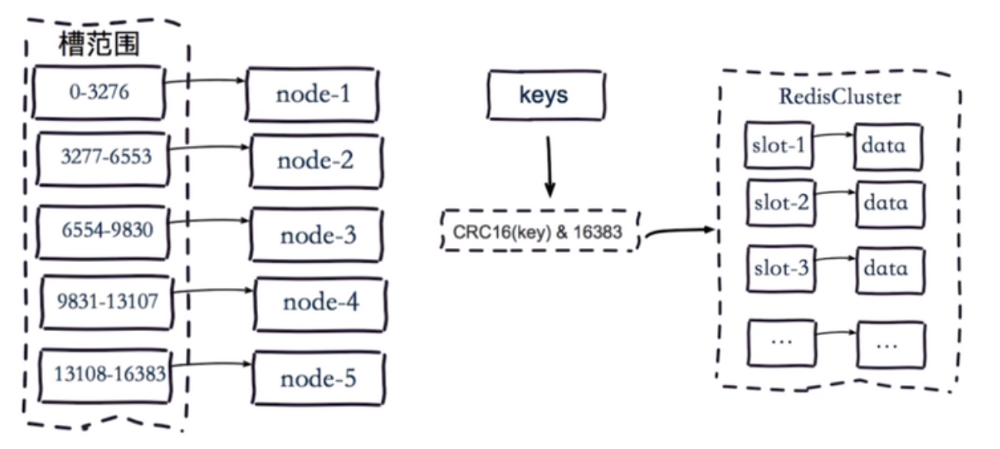 槽范围
0-3276
node-1
3277-6553
node-2
6554-9830
node-3
9831-13107
node-4
13108-16383
node-5
keys
CRC16(key) & 16383
RedisCluster
slot-1
data
slot-2
data
slot-3
data
...
...